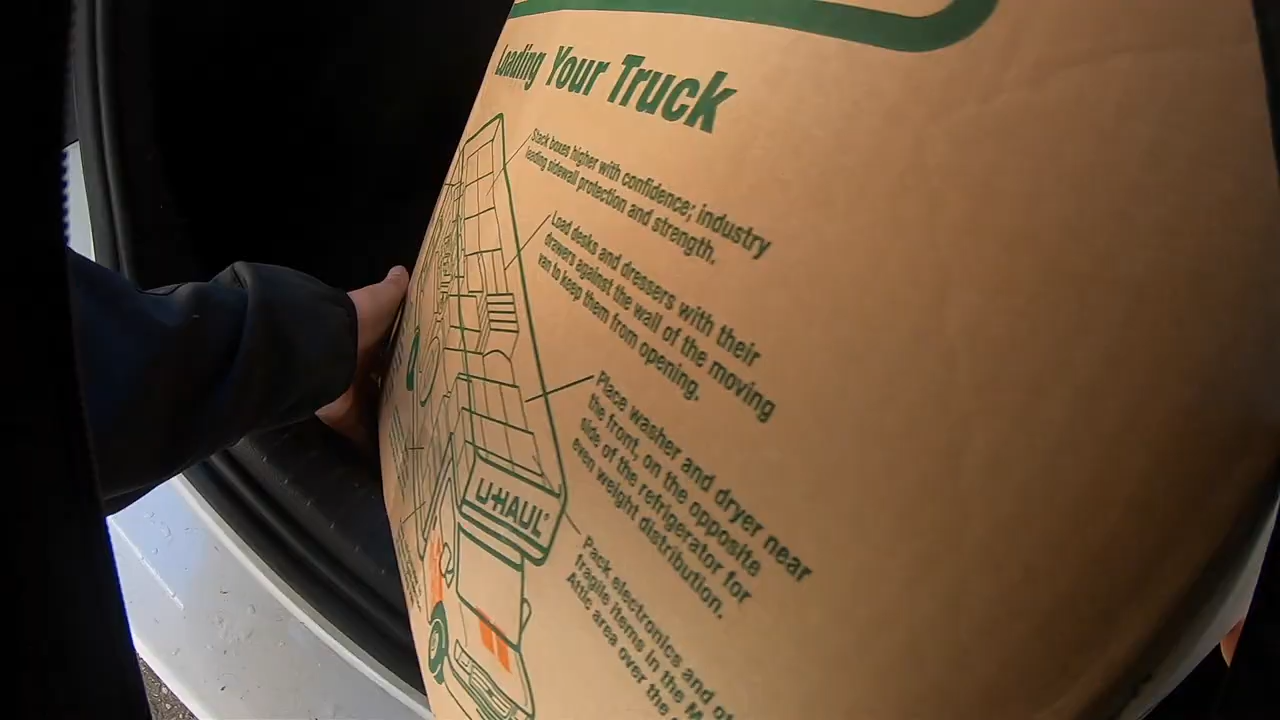 Loading Your Truck
Stack boxes higher with confidence; industry
leading sidewall protection and strength.
Load desks and dressers with their
drawers against the wall of the moving
van to keep them from opening.
Place washer and dryer near
the front, on the opposite
side of the refrigerator for
even weight distribution.
U-HAUL
Pack electronics and
fragile items in the
Attic area over the